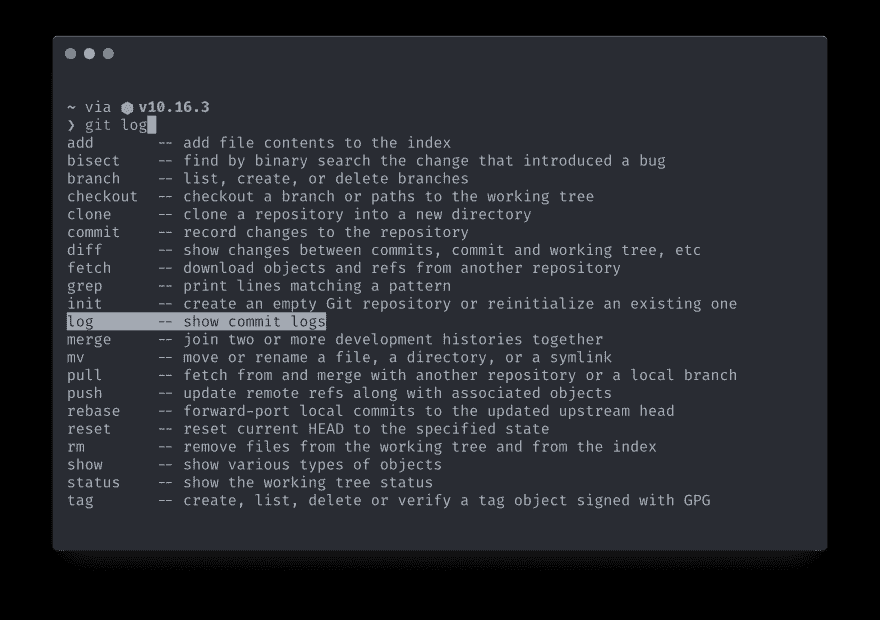 ~ via ⬢ v10.16.3
❯ git log
add -- add file contents to the index
bisect -- find by binary search the change that introduced a bug
branch -- list, create, or delete branches
checkout -- checkout a branch or paths to the working tree
clone -- clone a repository into a new directory
commit -- record changes to the repository
diff -- show changes between commits, commit and working tree, etc
fetch -- download objects and refs from another repository
grep -- print lines matching a pattern
init -- create an empty Git repository or reinitialize an existing one
log -- show commit logs
merge -- join two or more development histories together
mv -- move or rename a file, a directory, or a symlink
pull -- fetch from and merge with another repository or a local branch
push -- update remote refs along with associated objects
rebase -- forward-port local commits to the updated upstream head
reset -- reset current HEAD to the specified state
rm -- remove files from the working tree and from the index
show -- show various types of objects
status -- show the working tree status
tag -- create, list, delete or verify a tag object signed with GPG